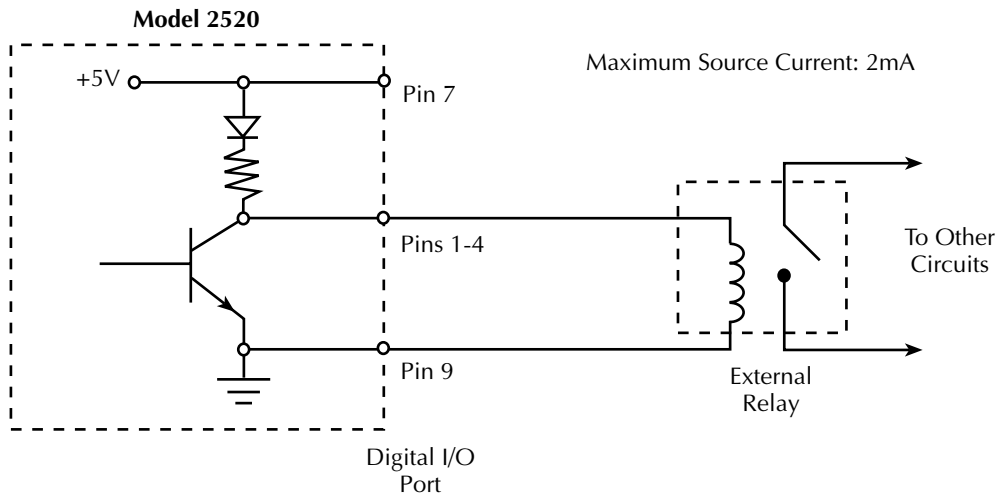 Model 2520
+5V
Pin 7
Maximum Source Current: 2mA
Pins 1-4
To Other
Circuits
Pin 9
External
Relay
Digital I/O
Port